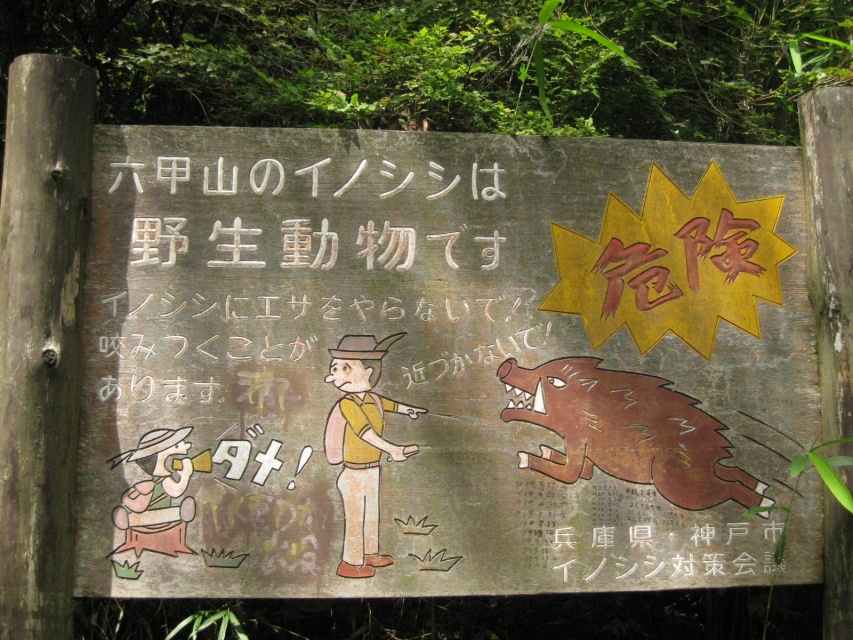 六甲山のイノシシは
野生動物です
危険
イノシシにエサをやらないで!
咬みつくことが
あります。
近づかないで!
ダメ!
兵庫県・神戸市
イノシシ対策会議